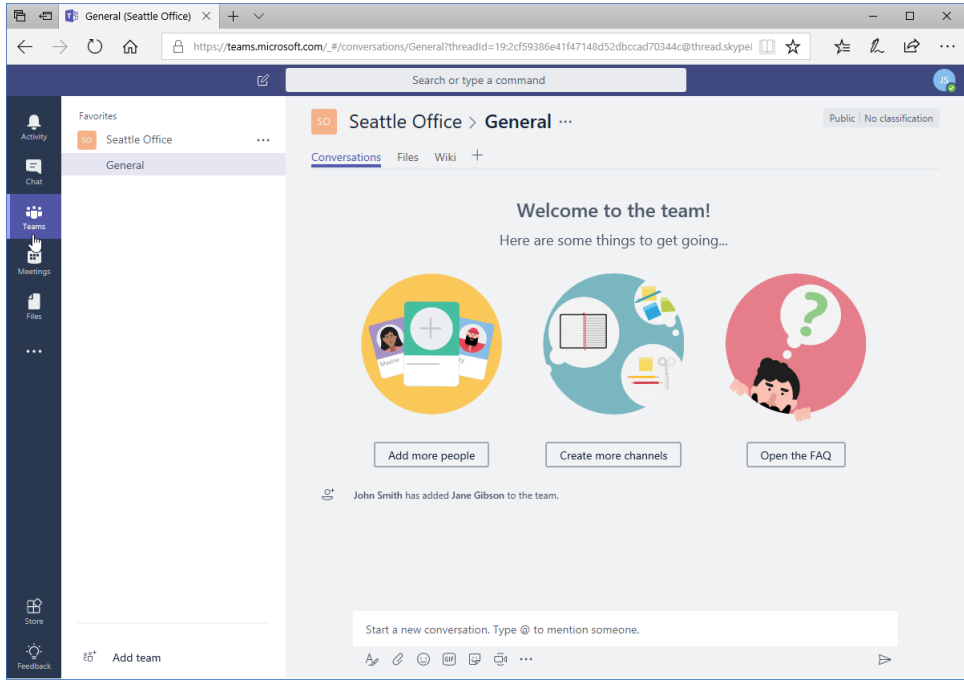 General (Seattle Office)
https://teams.microsoft.com/_#/conversations/General?threadId=19:2cf59386e41f47148d52dbccad70344c@thread.skype
Search or type a command
JS
Activity
Chat
Teams
Meetings
Files
Store
Feedback
Favorites
SO Seattle Office
General
Add team
SO Seattle Office > General
Public No classification
Conversations Files Wiki
Welcome to the team!
Here are some things to get going...
Maxine
Add more people Create more channels Open the FAQ
John Smith has added Jane Gibson to the team.
Start a new conversation. Type @ to mention someone.
GIF